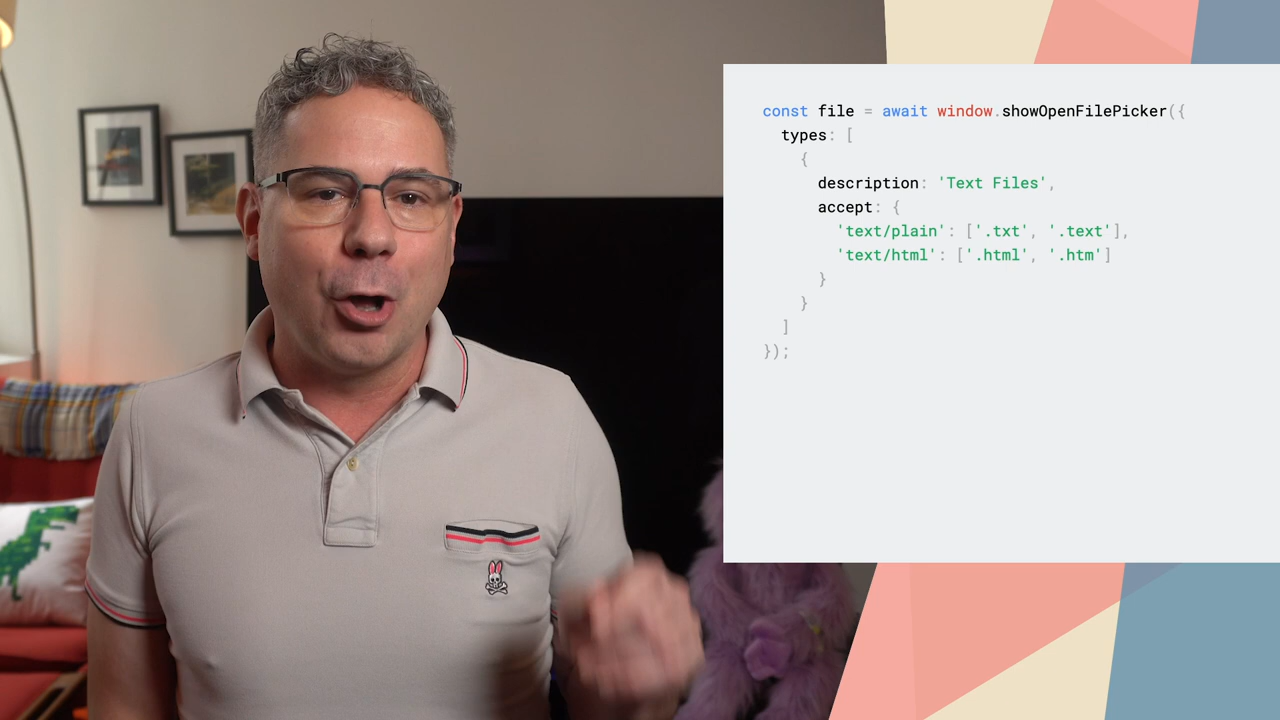 const file = await window.showOpenFilePicker({
  types: [
    {
      description: 'Text Files',
      accept: {
        'text/plain': ['.txt', '.text'],
        'text/html': ['.html', '.htm']
      }
    }
  ]
});